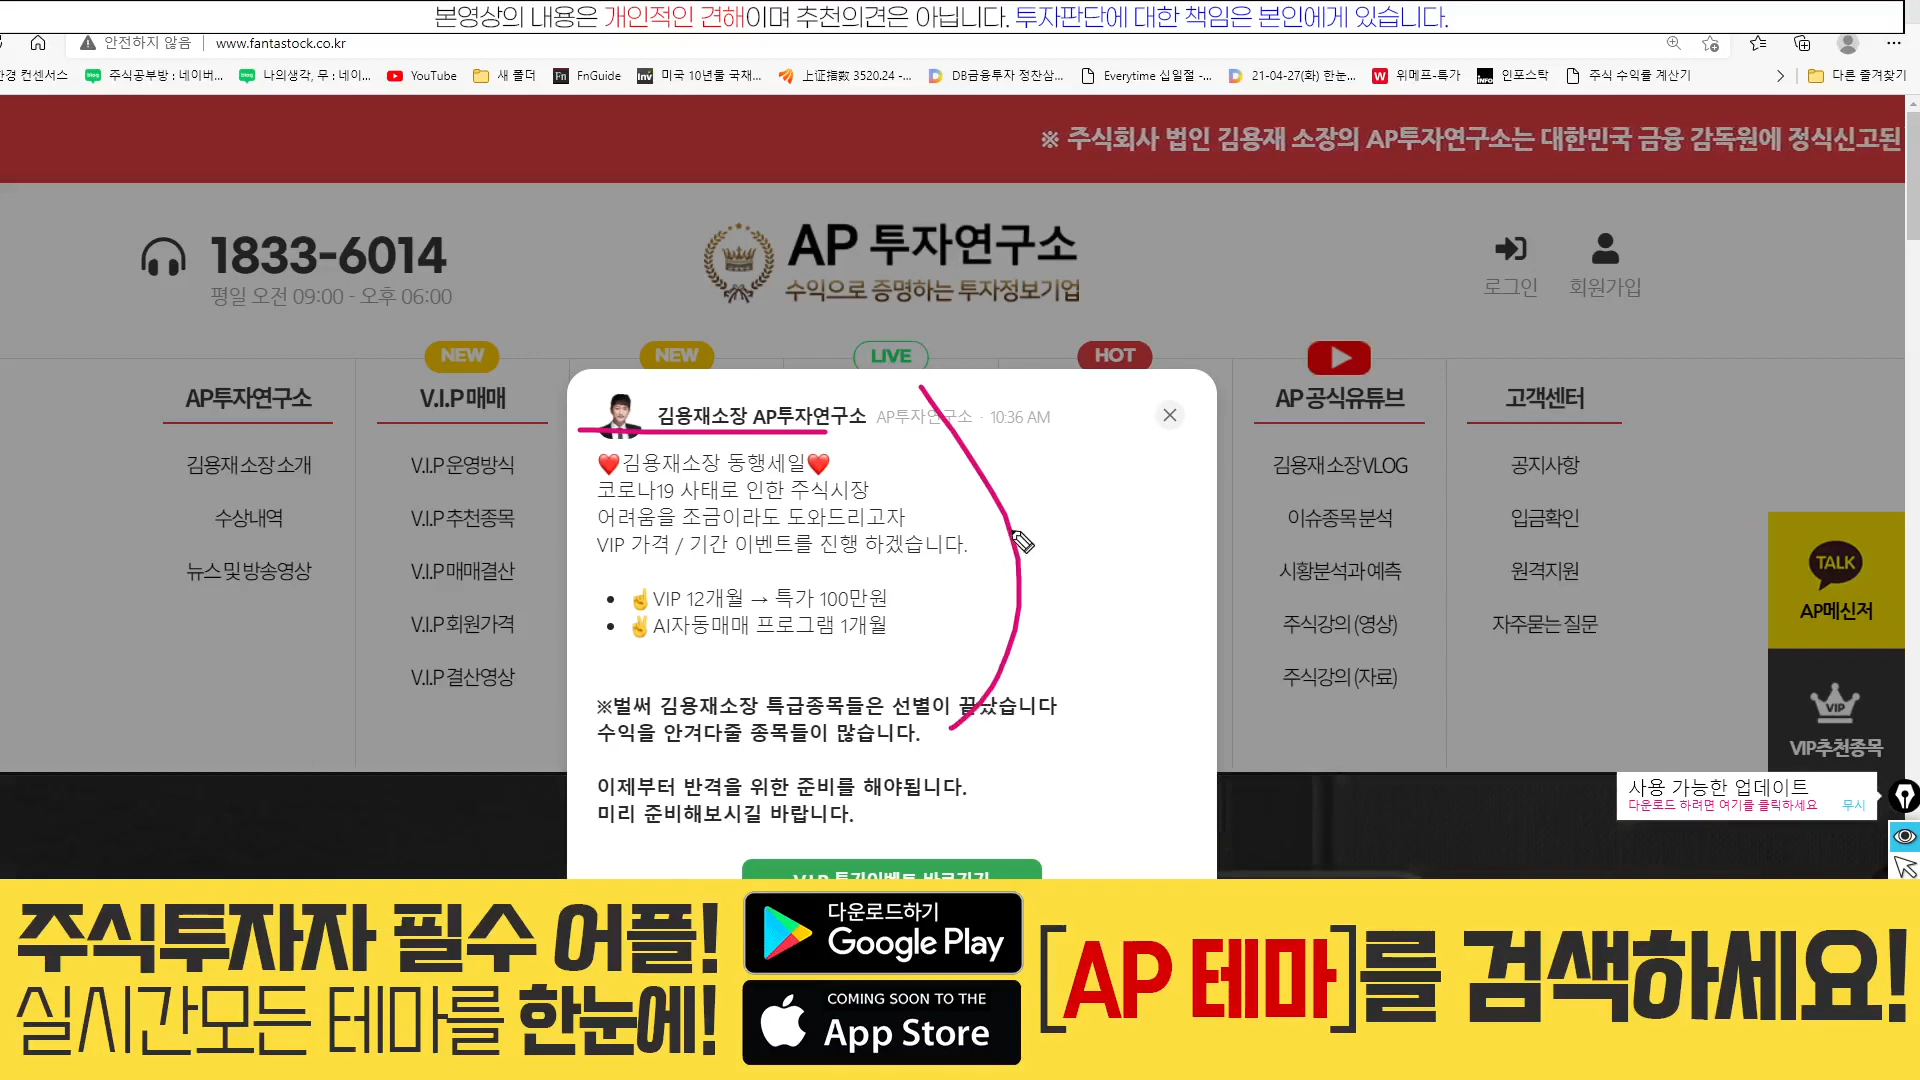 본영상의 내용은 개인적인 견해이며 추천의견은 아닙니다. 투자판단에 대한 책임은 본인에게 있습니다.
안전하지 않음 www.fantastock.co.kr
한경 컨센서스 주식공부방 : 네이버... 나의생각, 무 : 네이... YouTube 새 폴더 FnGuide 미국 10년물 국채... 上证指数 3520.24 -... DB금융투자 정찬삼... Everytime 십일절 -... 21-04-27(화) 한눈... 위메프-특가 인포스탁 주식 수익률 계산기 다른 즐겨찾기
※ 주식회사 법인 김용재 소장의 AP투자연구소는 대한민국 금융 감독원에 정식신고된
1833-6014
평일 오전 09:00 - 오후 06:00
AP 투자연구소
수익으로 증명하는 투자정보기업
로그인 회원가입
NEW NEW LIVE HOT
AP투자연구소 V.I.P 매매 AP 공식유튜브 고객센터
김용재 소장 소개
수상내역
뉴스 및 방송영상
V.I.P 운영방식
V.I.P 추천종목
V.I.P 매매결산
V.I.P 회원가격
V.I.P 결산영상
김용재소장 AP투자연구소 AP투자연구소 · 10:36 AM
❤️김용재소장 동행세일❤️
코로나19 사태로 인한 주식시장
어려움을 조금이라도 도와드리고자
VIP 가격 / 기간 이벤트를 진행 하겠습니다.
• ☝VIP 12개월 → 특가 100만원
• ✌AI자동매매 프로그램 1개월
※벌써 김용재소장 특급종목들은 선별이 끝났습니다
수익을 안겨다줄 종목들이 많습니다.
이제부터 반격을 위한 준비를 해야됩니다.
미리 준비해보시길 바랍니다.
V.I.P 특가이벤트 바로가기
김용재 소장 VLOG
이슈종목 분석
시황분석과 예측
주식강의 (영상)
주식강의 (자료)
공지사항
입금확인
원격지원
자주묻는 질문
TALK
AP메신저
VIP
VIP추천종목
사용 가능한 업데이트
다운로드 하려면 여기를 클릭하세요 무시
주식투자자 필수 어플!
실시간모든 테마를 한눈에!
다운로드하기
Google Play
COMING SOON TO THE
App Store
[AP 테마]를 검색하세요!